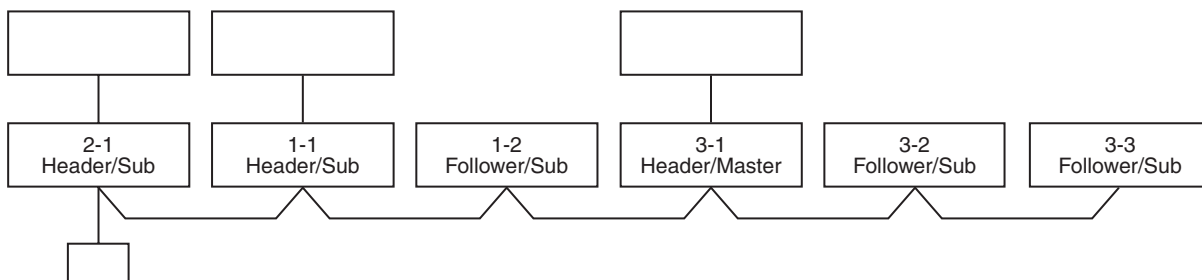 2-1
Header/Sub
1-1
Header/Sub
1-2
Follower/Sub
3-1
Header/Master
3-2
Follower/Sub
3-3
Follower/Sub